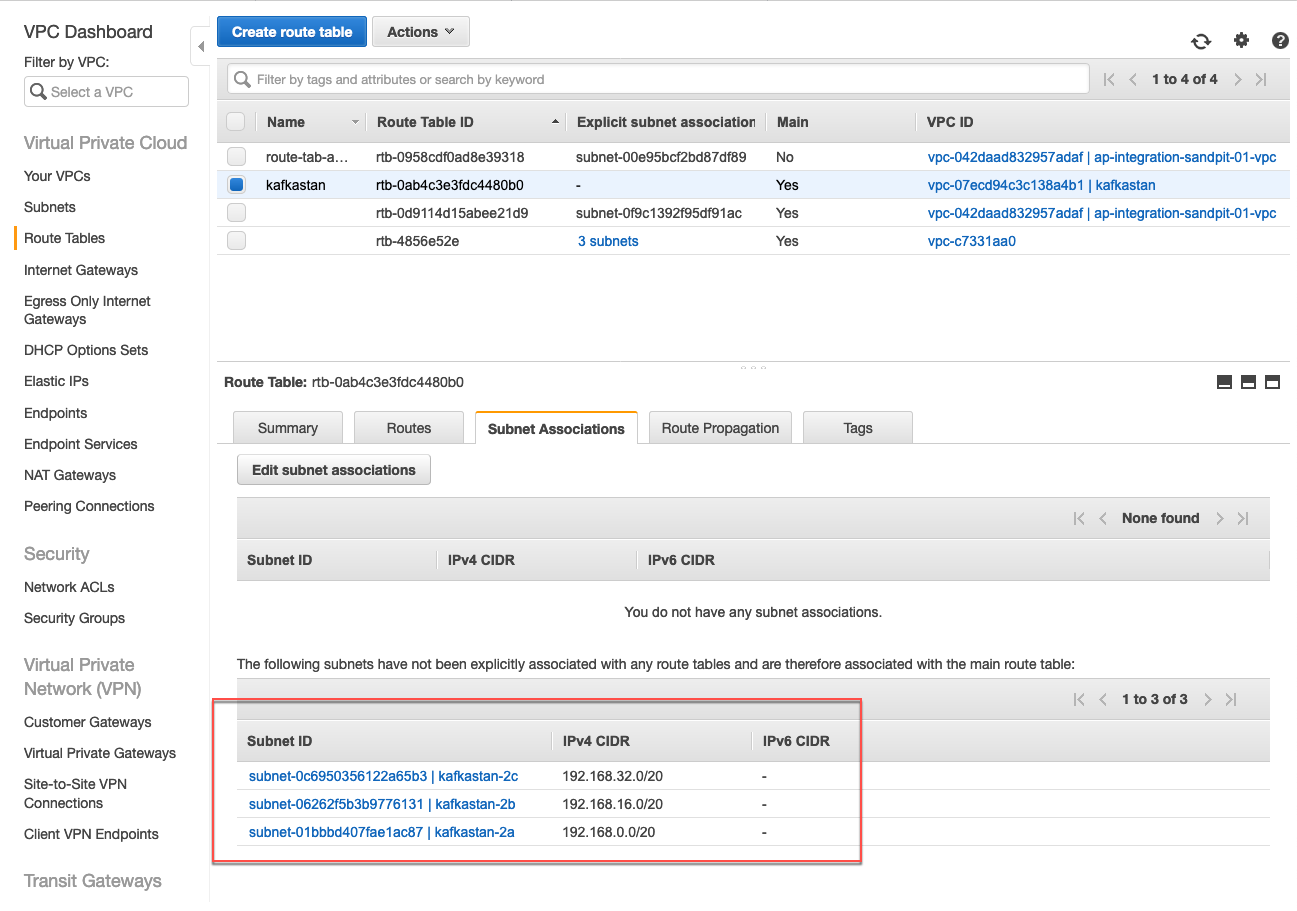 VPC Dashboard
Filter by VPC:
Select a VPC
Virtual Private Cloud
Your VPCs
Subnets
Route Tables
Internet Gateways
Egress Only Internet
Gateways
DHCP Options Sets
Elastic IPs
Endpoints
Endpoint Services
NAT Gateways
Peering Connections
Security
Network ACLs
Security Groups
Virtual Private
Network (VPN)
Customer Gateways
Virtual Private Gateways
Site-to-Site VPN
Connections
Client VPN Endpoints
Transit Gateways
Create route table Actions
Filter by tags and attributes or search by keyword 1 to 4 of 4
Name Route Table ID Explicit subnet association Main VPC ID
route-tab-a... rtb-0958cdf0ad8e39318 subnet-00e95bcf2bd87df89 No vpc-042daad832957adaf | ap-integration-sandpit-01-vpc
kafkastan rtb-0ab4c3e3fdc4480b0 - Yes vpc-07ecd94c3c138a4b1 | kafkastan
rtb-0d9114d15abee21d9 subnet-0f9c1392f95df91ac Yes vpc-042daad832957adaf | ap-integration-sandpit-01-vpc
rtb-4856e52e 3 subnets Yes vpc-c7331aa0
Route Table: rtb-0ab4c3e3fdc4480b0
Summary Routes Subnet Associations Route Propagation Tags
Edit subnet associations
None found
Subnet ID IPv4 CIDR IPv6 CIDR
You do not have any subnet associations.
The following subnets have not been explicitly associated with any route tables and are therefore associated with the main route table:
1 to 3 of 3
Subnet ID IPv4 CIDR IPv6 CIDR
subnet-0c6950356122a65b3 | kafkastan-2c 192.168.32.0/20 -
subnet-06262f5b3b9776131 | kafkastan-2b 192.168.16.0/20 -
subnet-01bbbd407fae1ac87 | kafkastan-2a 192.168.0.0/20 -